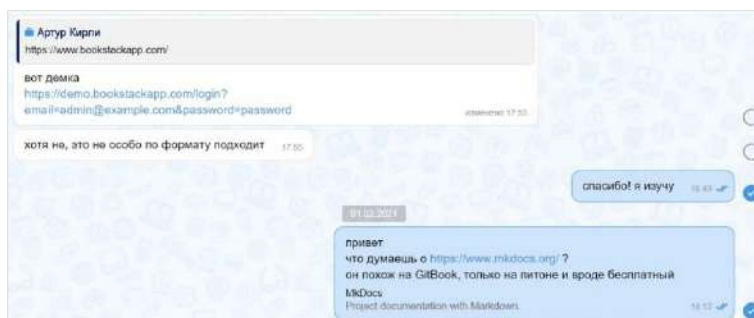 Артур Кирпи
https://www.bookstackapp.com/
вот демка
https://demo.bookstackapp.com/login?
email=admin@example.com&password=password
изменено 17:53
хотя не, это не особо по формату подходит 17:55
спасибо! я изучу 18:49
01.02.2021
привет
что думаешь о https://www.mkdocs.org/ ?
он похож на GitBook, только на питоне и вроде бесплатный
MkDocs
Project documentation with Markdown.